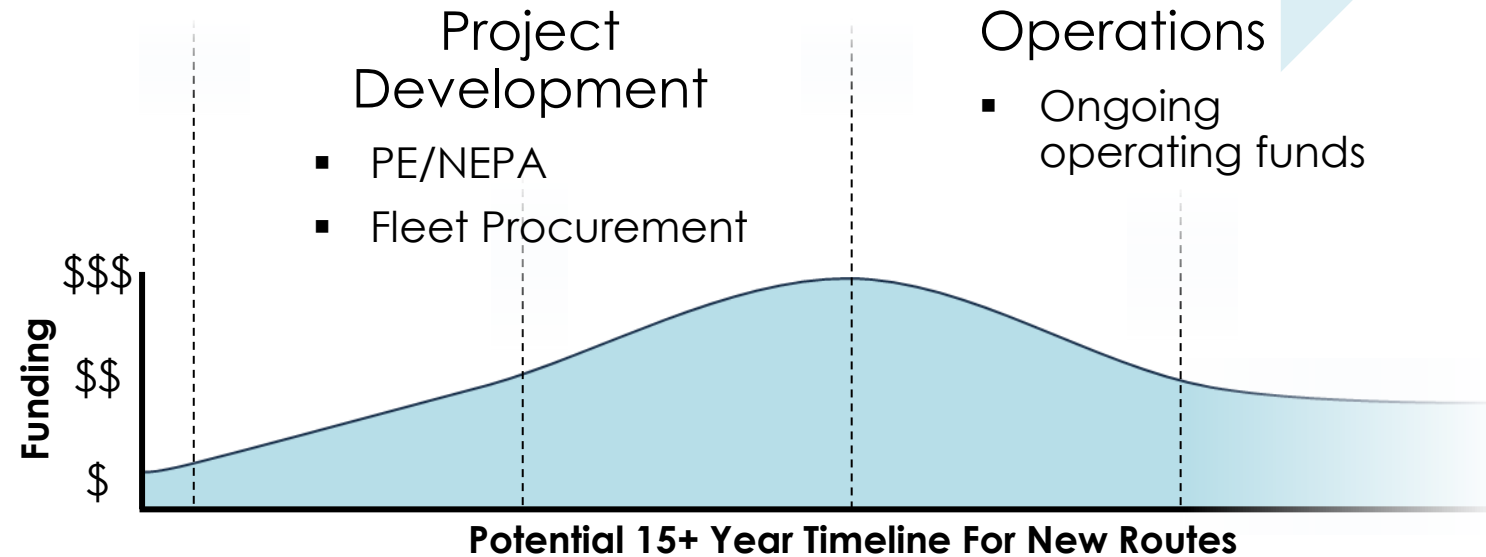 Project
Development
▪ PE/NEPA
▪ Fleet Procurement
Operations
▪ Ongoing
operating funds
$$$
$$
$
Funding
Potential 15+ Year Timeline For New Routes